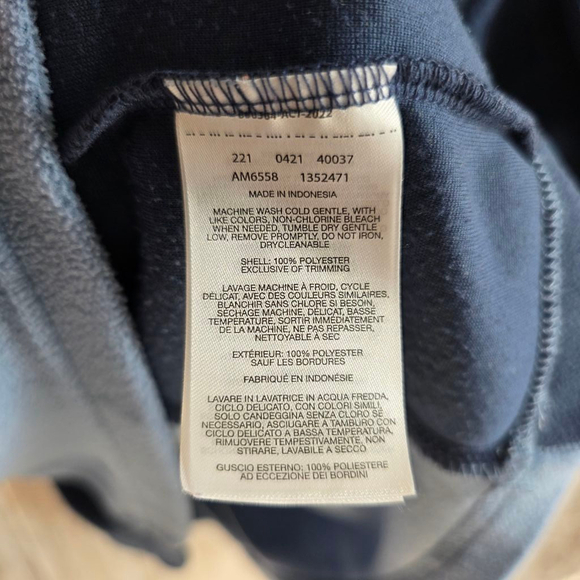 221 0421 40037
AM6558 1352471
MADE IN INDONESIA
MACHINE WASH COLD GENTLE, WITH
LIKE COLORS, NON-CHLORINE BLEACH
WHEN NEEDED, TUMBLE DRY GENTLE
LOW, REMOVE PROMPTLY, DO NOT IRON,
DRYCLEANABLE
SHELL: 100% POLYESTER
EXCLUSIVE OF TRIMMING
LAVAGE MACHINE À FROID, CYCLE
DÉLICAT, AVEC DES COULEURS SIMILAIRES,
BLANCHIR SANS CHLORE SI BESOIN,
SÉCHAGE MACHINE, DÉLICAT, BASSE
TEMPÉRATURE, SORTIR IMMÉDIATEMENT
DE LA MACHINE, NE PAS REPASSER,
NETTOYABLE À SEC
EXTÉRIEUR: 100% POLYESTER
SAUF LES BORDURES
FABRIQUÉ EN INDONÉSIE
LAVARE IN LAVATRICE IN ACQUA FREDDA,
CICLO DELICATO, CON COLORI SIMILI,
SOLO CANDEGGINA SENZA CLORO SE
NECESSARIO, ASCIUGARE A TAMBURO CON
CICLO DELICATO A BASSA TEMPERATURA,
RIMUOVERE TEMPESTIVAMENTE, NON
STIRARE, LAVABILE A SECCO
GUSCIO ESTERNO: 100% POLIESTERE
AD ECCEZIONE DEI BORDINI